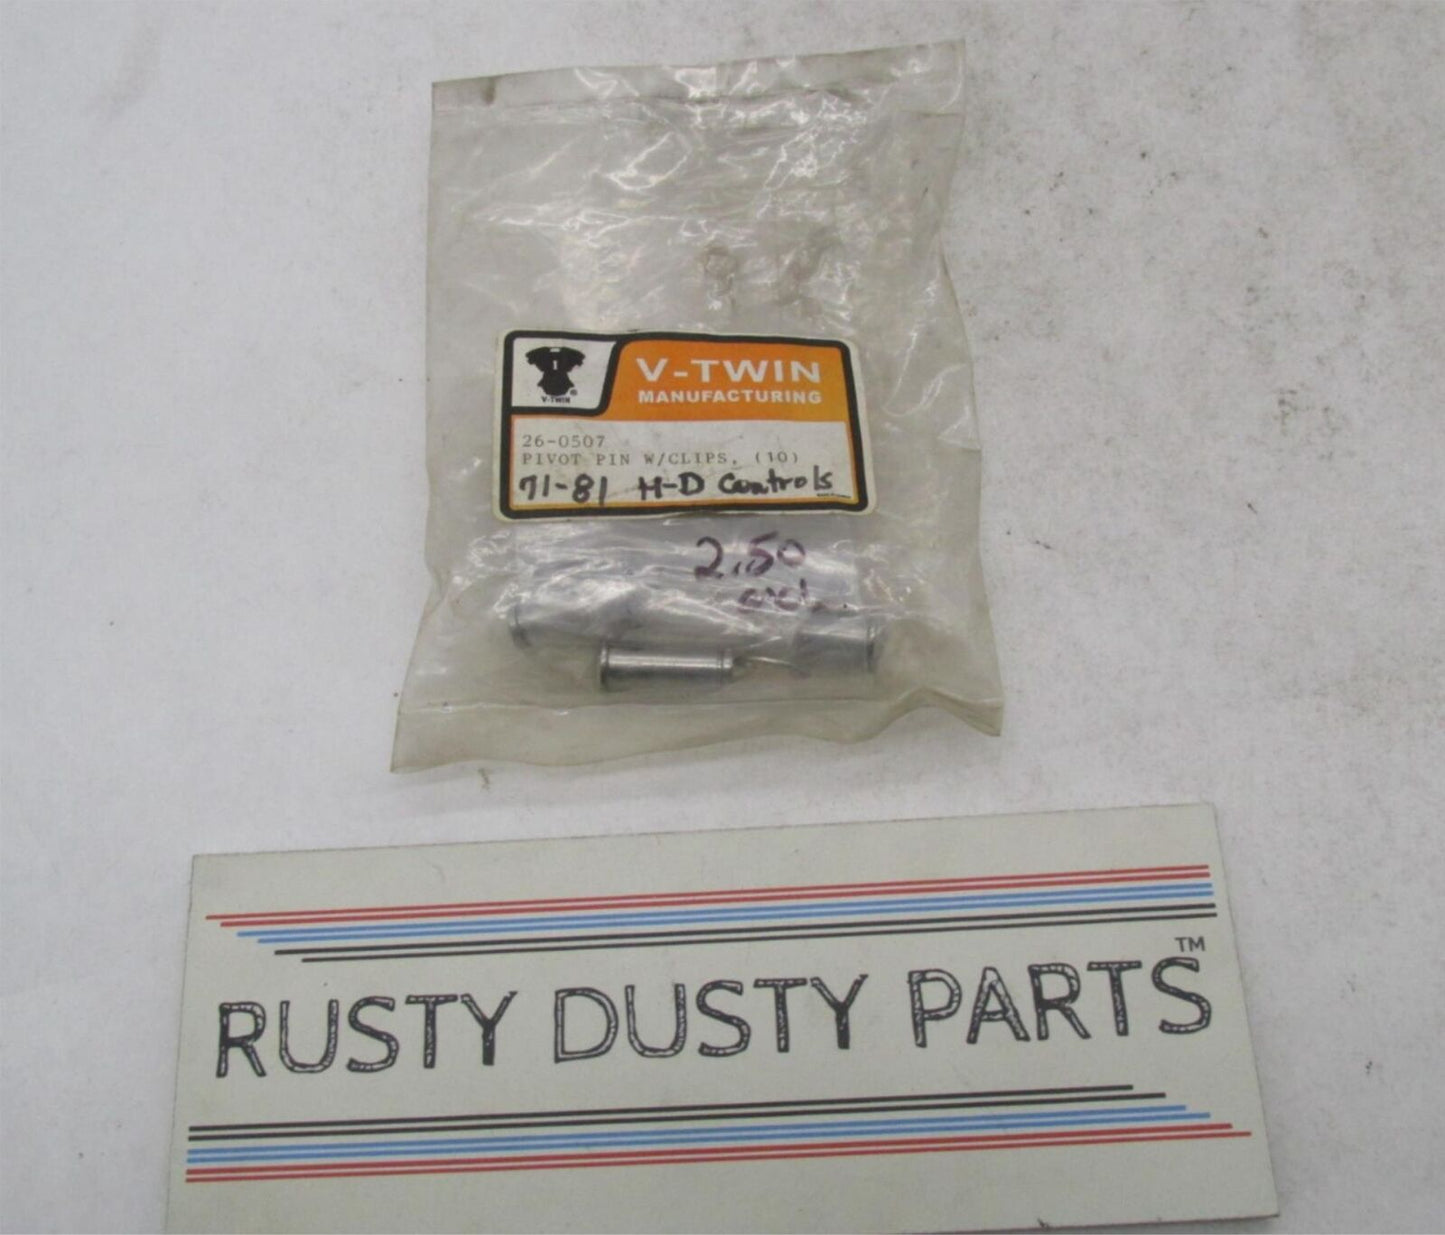 V-TWIN
MANUFACTURING
V-TWIN
26-0507
PIVOT PIN W/CLIPS, (10)
71-81 H-D Controls
2.50
RUSTY DUSTY PARTS™